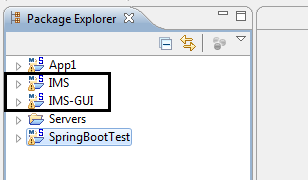 Package Explorer
App1
IMS
IMS-GUI
Servers
SpringBootTest